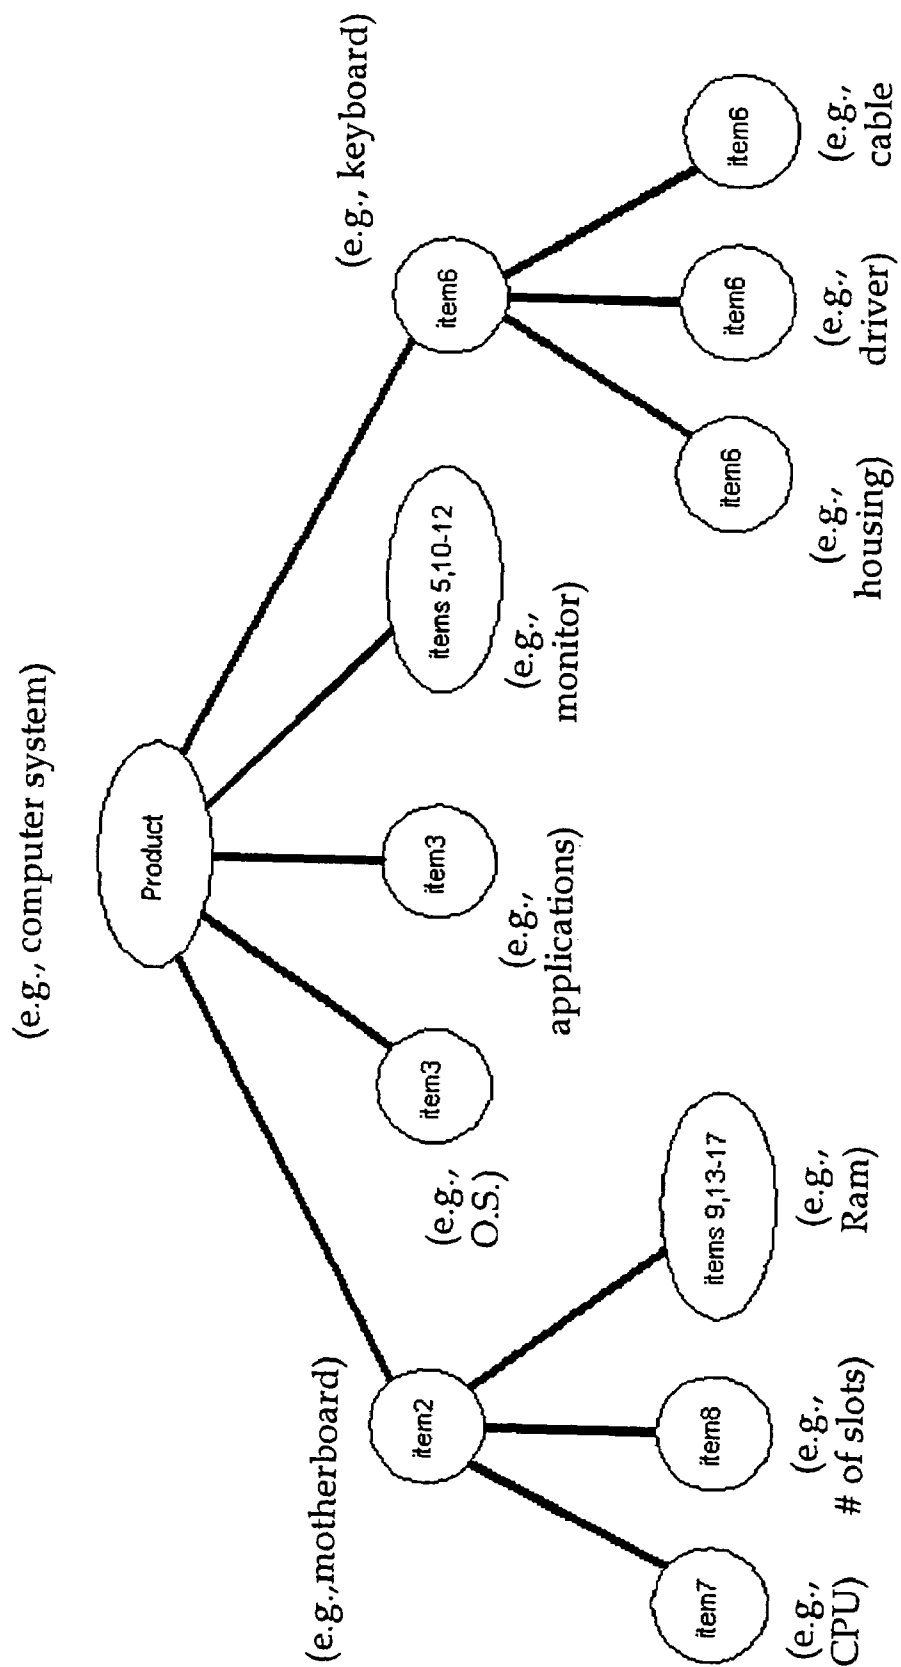 (e.g., computer system)
Product
(e.g.,motherboard)
item2
item3
(e.g.,
O.S.)
item3
(e.g.,
applications)
items 5,10-12
(e.g.,
monitor)
(e.g., keyboard)
item6
item7
(e.g.,
CPU)
item8
(e.g.,
# of slots)
items 9,13-17
(e.g.,
Ram)
item6
(e.g.,
housing)
item6
(e.g.,
driver)
item6
(e.g.,
cable